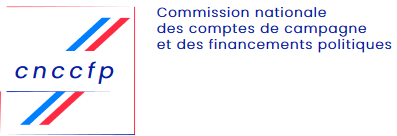 cnccfp
Commission nationale
des comptes de campagne
et des financements politiques